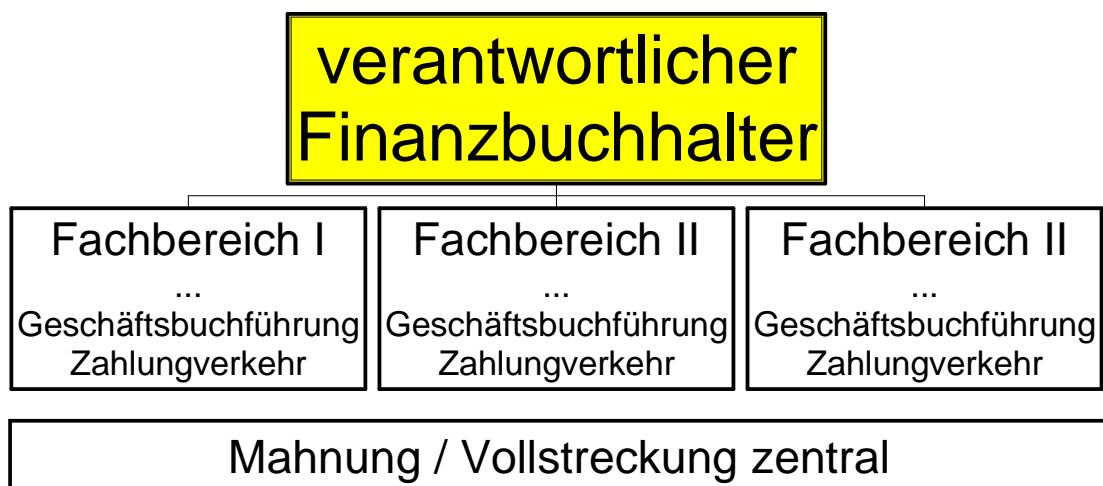 verantwortlicher
Finanzbuchhalter
Fachbereich I
...
Geschäftsbuchführung
Zahlungverkehr
Fachbereich II
...
Geschäftsbuchführung
Zahlungverkehr
Fachbereich II
...
Geschäftsbuchführung
Zahlungverkehr
Mahnung / Vollstreckung zentral